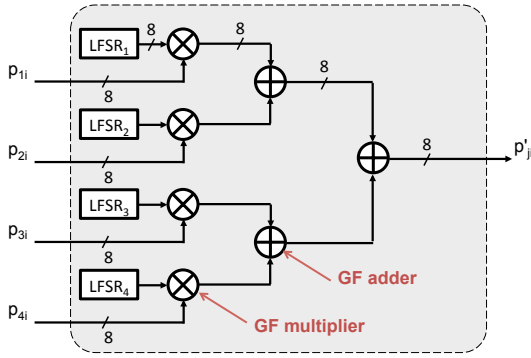 LFSR1 8 8
p1i 8 8
LFSR2
p2i 8 8 p'ji
LFSR3
p3i 8
GF adder
LFSR4
GF multiplier
p4i 8